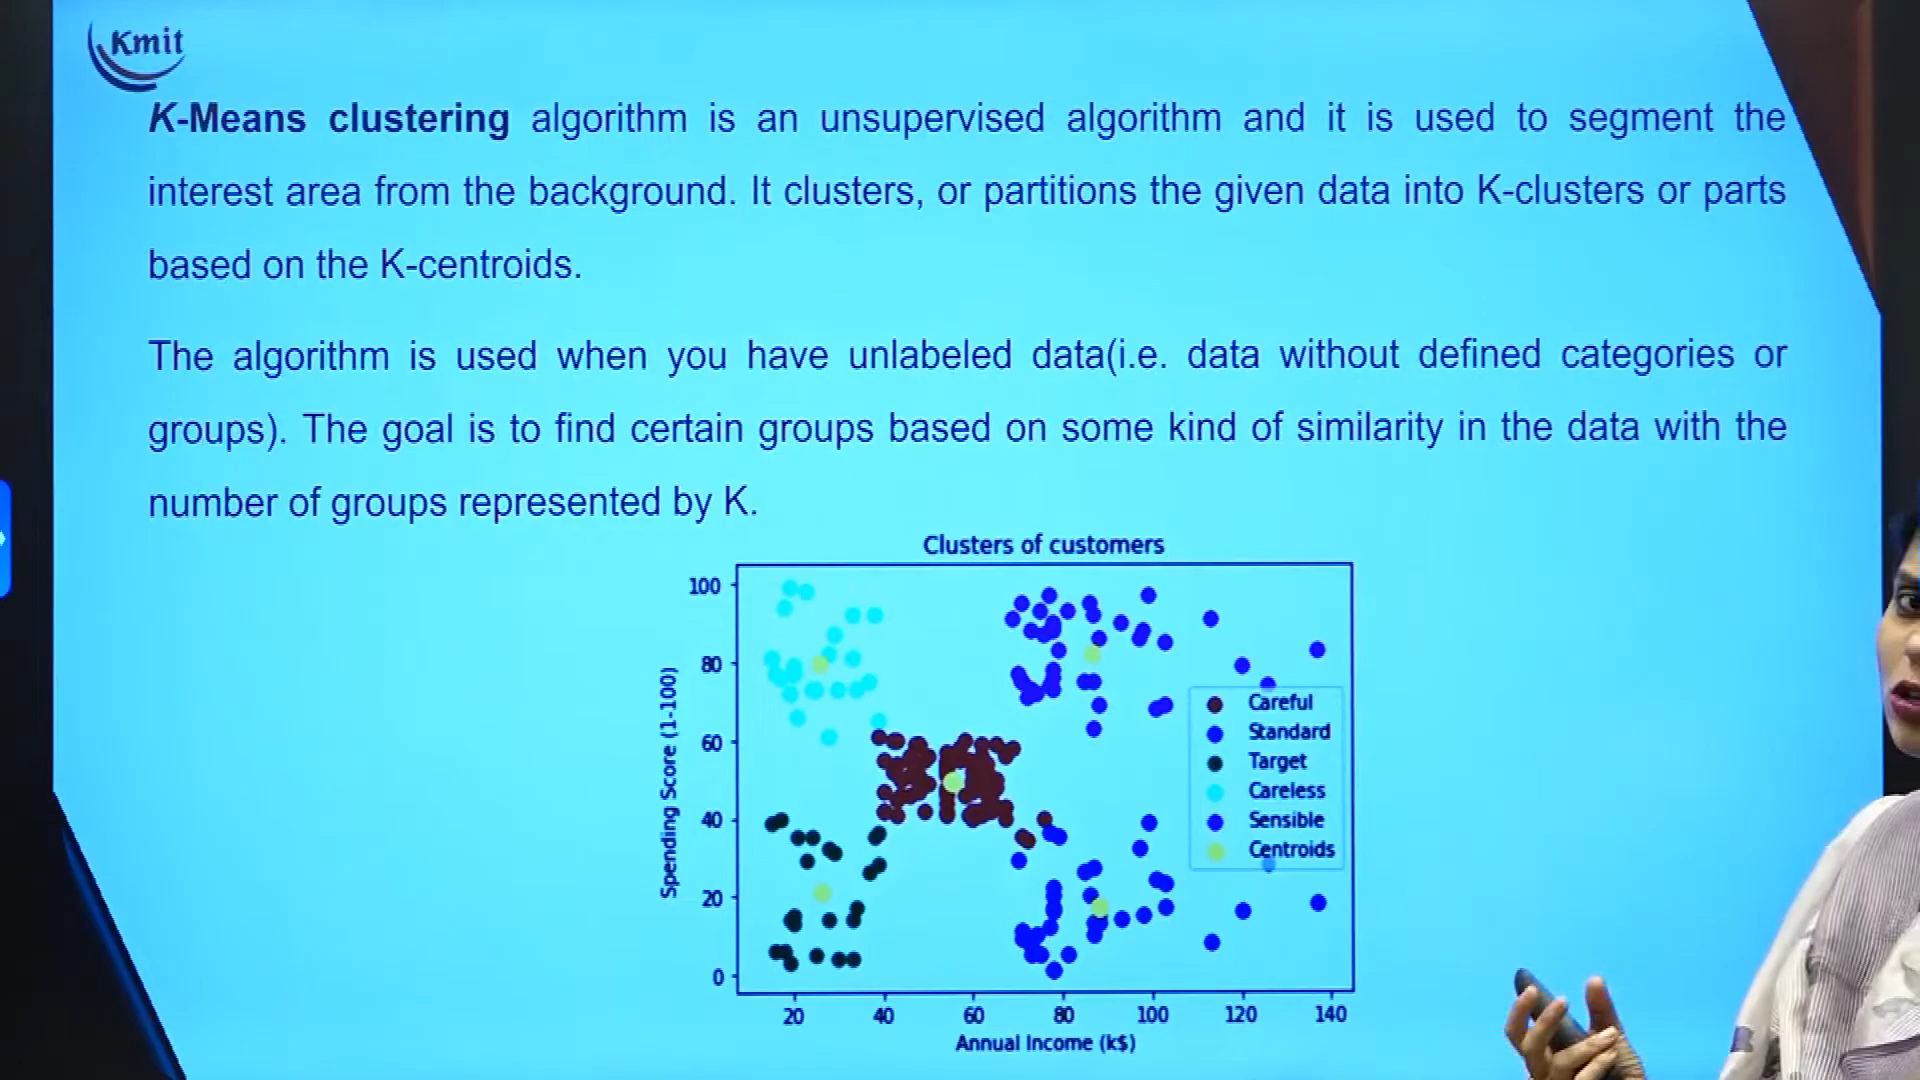 Kmit
K-Means clustering algorithm is an unsupervised algorithm and it is used to segment the
interest area from the background. It clusters, or partitions the given data into K-clusters or parts
based on the K-centroids.
The algorithm is used when you have unlabeled data(i.e. data without defined categories or
groups). The goal is to find certain groups based on some kind of similarity in the data with the
number of groups represented by K.
Clusters of customers
100
80
60
40
20
0
Spending Score (1-100)
Careful
Standard
Target
Careless
Sensible
Centroids
20 40 60 80 100 120 140
Annual Income (k$)